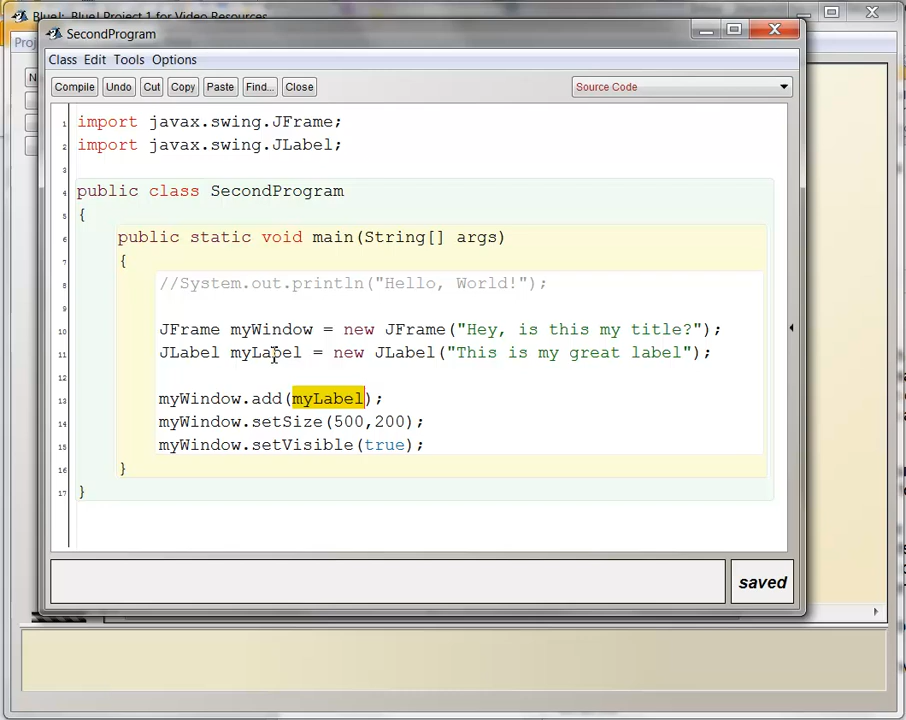 BlueJ: BlueJ Project 1 for Video Resources
SecondProgram
Class Edit Tools Options
Compile Undo Cut Copy Paste Find... Close Source Code
1 import javax.swing.JFrame;
2 import javax.swing.JLabel;
3
4 public class SecondProgram
5 {
6 public static void main(String[] args)
7 {
8 //System.out.println("Hello, World!");
9
10 JFrame myWindow = new JFrame("Hey, is this my title?");
11 JLabel myLabel = new JLabel("This is my great label");
12
13 myWindow.add(myLabel);
14 myWindow.setSize(500,200);
15 myWindow.setVisible(true);
16 }
17 }
saved